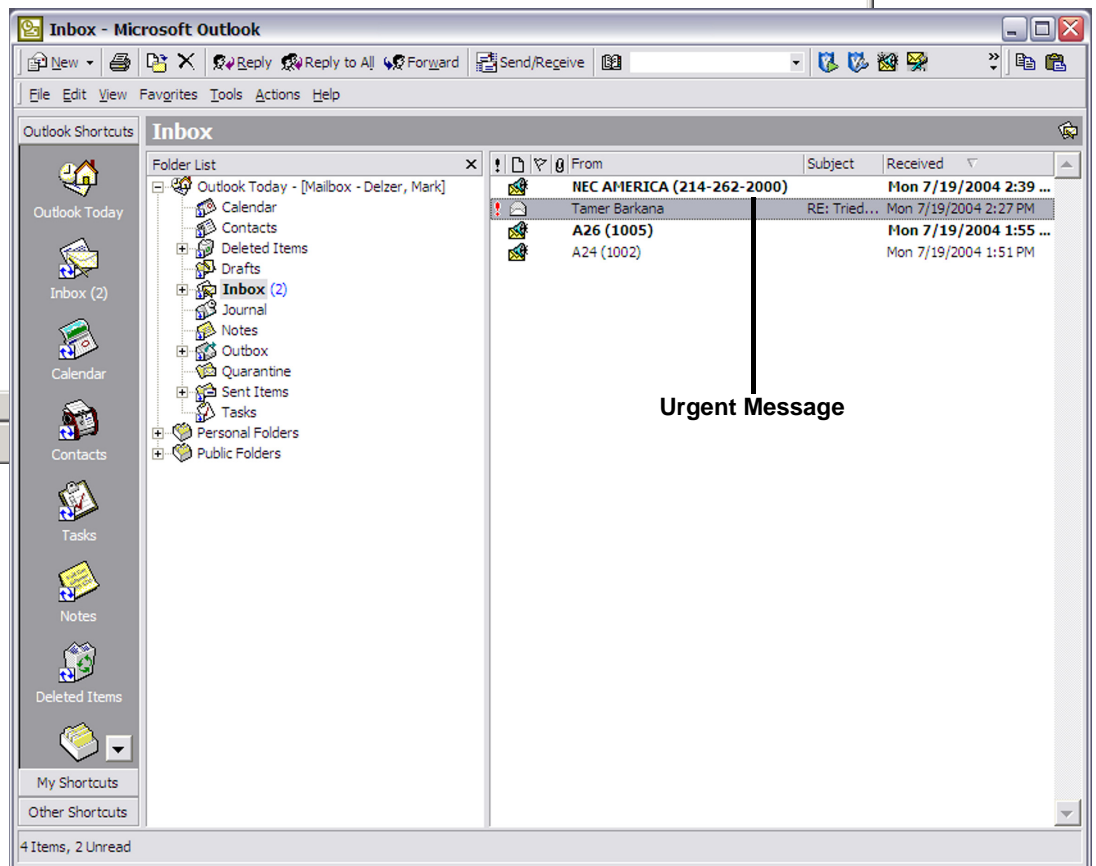 Inbox - Microsoft Outlook
New Reply Reply to All Forward Send/Receive
File Edit View Favorites Tools Actions Help
Outlook Shortcuts
Inbox
Outlook Today
Inbox (2)
Calendar
Contacts
Tasks
Notes
Deleted Items
My Shortcuts
Other Shortcuts
Folder List
Outlook Today - [Mailbox - Delzer, Mark]
Calendar
Contacts
Deleted Items
Drafts
Inbox (2)
Journal
Notes
Outbox
Quarantine
Sent Items
Tasks
Personal Folders
Public Folders
! From Subject Received
NEC AMERICA (214-262-2000) Mon 7/19/2004 2:39 ...
! Tamer Barkana RE: Tried... Mon 7/19/2004 2:27 PM
A26 (1005) Mon 7/19/2004 1:55 ...
A24 (1002) Mon 7/19/2004 1:51 PM
Urgent Message
4 Items, 2 Unread